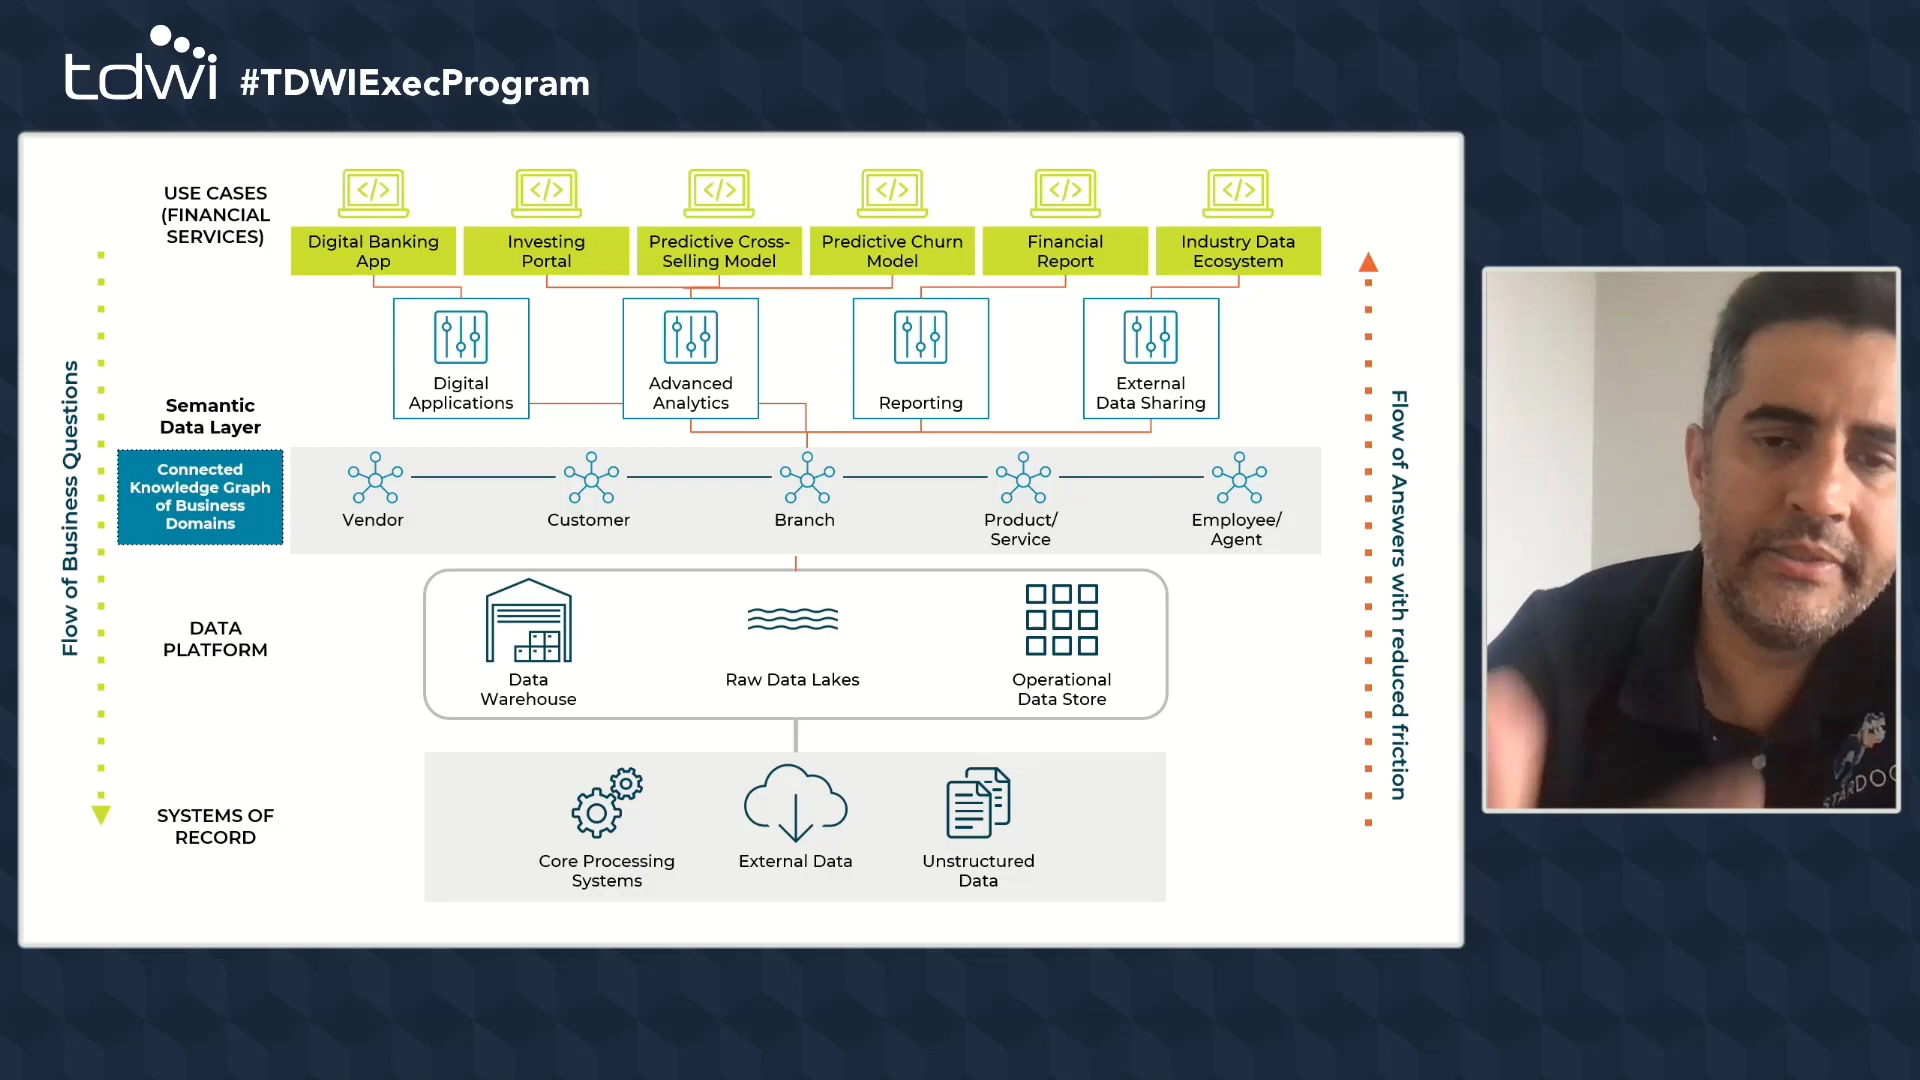 tdwi #TDWIExecProgram
USE CASES
(FINANCIAL
SERVICES)
Digital Banking
App
Investing
Portal
Predictive Cross-
Selling Model
Predictive Churn
Model
Financial
Report
Industry Data
Ecosystem
Digital
Applications
Advanced
Analytics
Reporting
External
Data Sharing
Flow of Business Questions
Semantic
Data Layer
Connected
Knowledge Graph
of Business
Domains
Vendor
Customer
Branch
Product/
Service
Employee/
Agent
Flow of Answers with reduced friction
DATA
PLATFORM
Data
Warehouse
Raw Data Lakes
Operational
Data Store
SYSTEMS OF
RECORD
Core Processing
Systems
External Data
Unstructured
Data
STARDOG